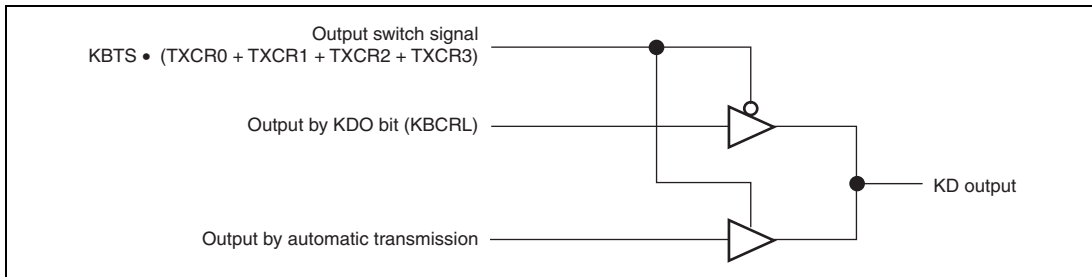 Output switch signal
KBTS • (TXCR0 + TXCR1 + TXCR2 + TXCR3)
Output by KDO bit (KBCRL)
KD output
Output by automatic transmission